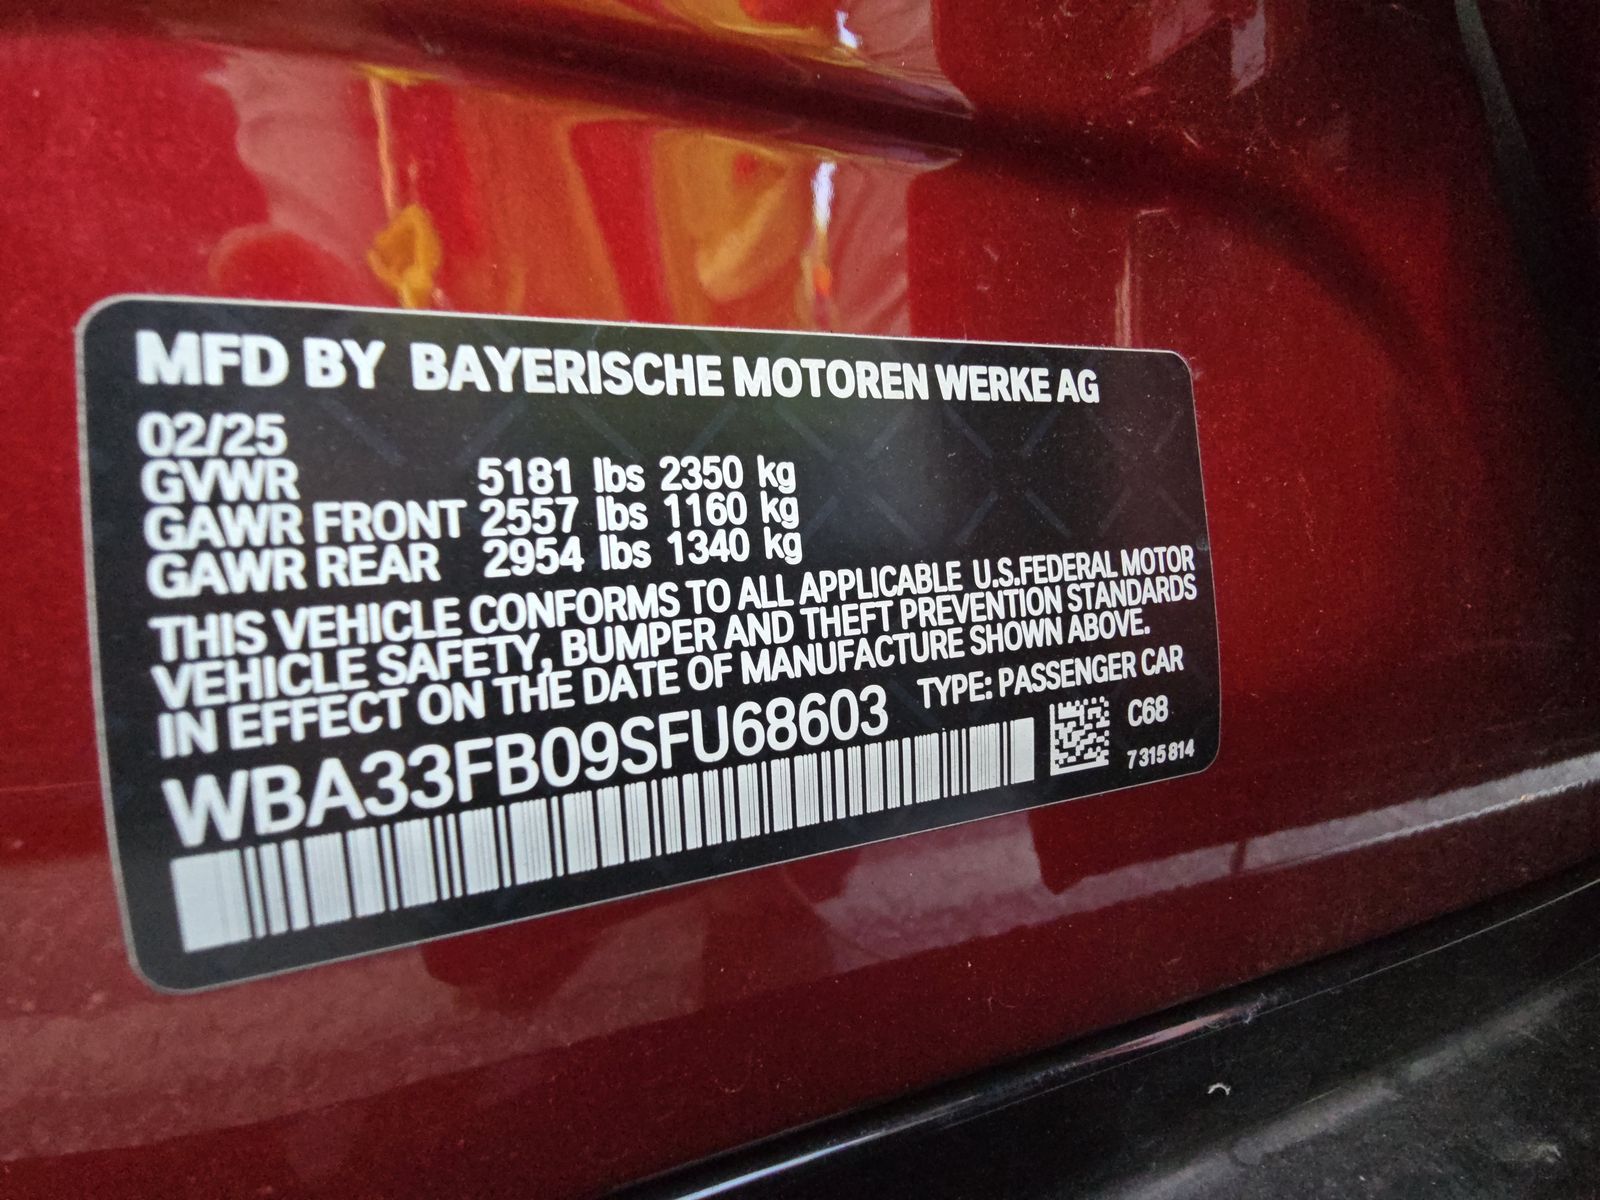 MFD BY BAYERISCHE MOTOREN WERKE AG
02/25
GVWR 5181 lbs 2350 kg
GAWR FRONT 2557 lbs 1160 kg
GAWR REAR 2954 lbs 1340 kg
THIS VEHICLE CONFORMS TO ALL APPLICABLE U.S.FEDERAL MOTOR
VEHICLE SAFETY, BUMPER AND THEFT PREVENTION STANDARDS
IN EFFECT ON THE DATE OF MANUFACTURE SHOWN ABOVE.
WBA33FB09SFU68603 TYPE: PASSENGER CAR
C68
7 315 814